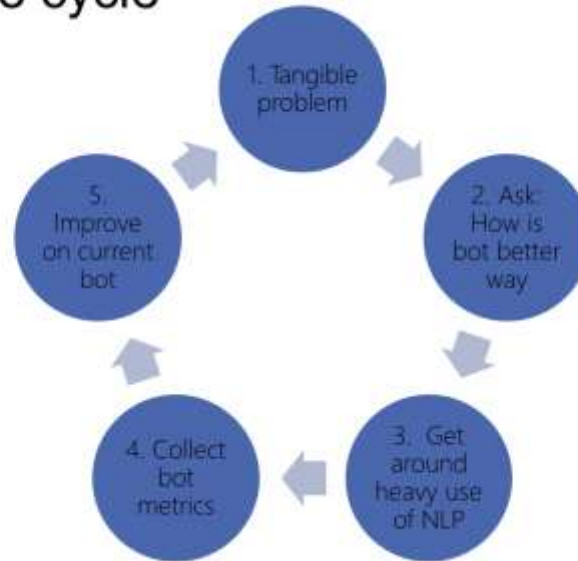 cycle
1. Tangible
problem
2. Ask:
How is
bot better
way
3. Get
around
heavy use
of NLP
4. Collect
bot
metrics
5.
Improve
on current
bot